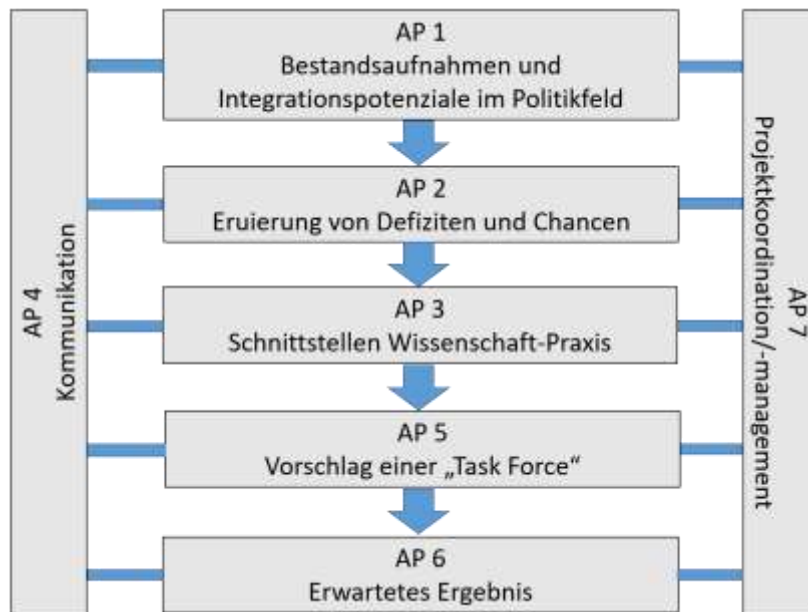 AP 1
Bestandsaufnahmen und
Integrationspotenziale im Politikfeld
AP 2
Eruierung von Defiziten und Chancen
AP 3
Schnittstellen Wissenschaft-Praxis
AP 5
Vorschlag einer „Task Force“
AP 6
Erwartetes Ergebnis
AP 4
Kommunikation
AP 7
Projektkoordination/-management